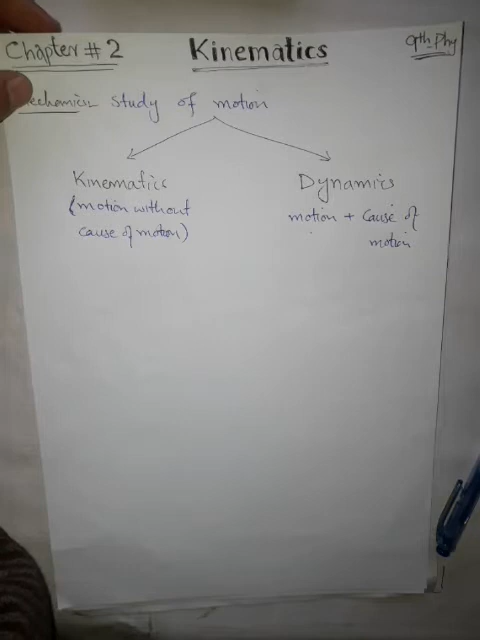 Chapter # 2 Kinematics 9th Phy
Mechanics study of motion
Kinematics Dynamics
(motion without motion + cause of
cause of motion) motion